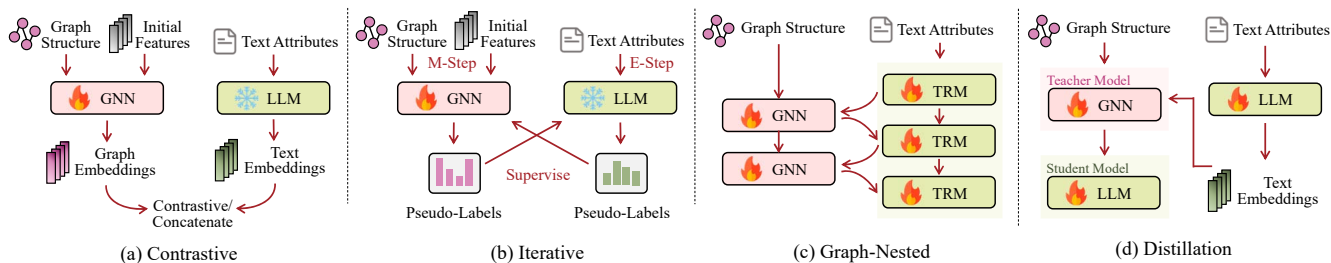 Graph
Structure
Initial
Features
Text Attributes
GNN
LLM
Graph
Embeddings
Text
Embeddings
Contrastive/
Concatenate
(a) Contrastive
Graph
Structure
Initial
Features
Text Attributes
M-Step
E-Step
GNN
LLM
Supervise
Pseudo-Labels
Pseudo-Labels
(b) Iterative
Graph Structure
Text Attributes
TRM
GNN
TRM
GNN
TRM
(c) Graph-Nested
Graph Structure
Text Attributes
Teacher Model
GNN
LLM
Student Model
LLM
Text
Embeddings
(d) Distillation